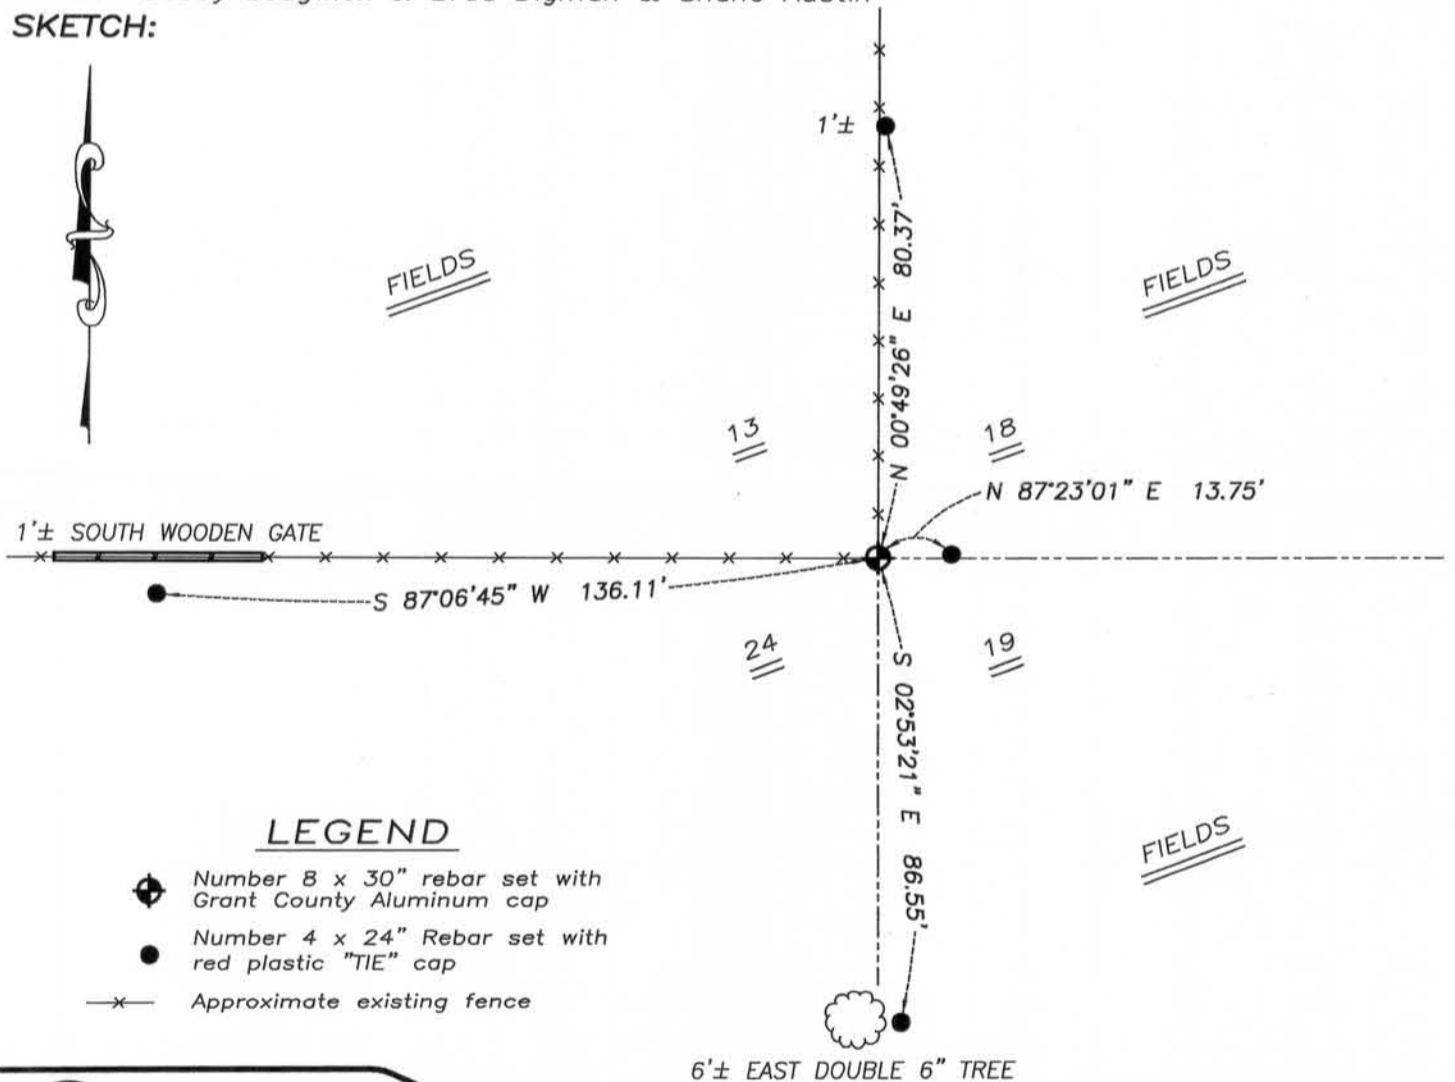 SKETCH:
1'±
FIELDS
FIELDS
N 00°49'26" E 80.37'
13
18
N 87°23'01" E 13.75'
1'± SOUTH WOODEN GATE
S 87°06'45" W 136.11'
24
19
S 02°53'21" E 86.55'
LEGEND
Number 8 x 30" rebar set with
Grant County Aluminum cap
Number 4 x 24" Rebar set with
red plastic "TIE" cap
Approximate existing fence
FIELDS
6'± EAST DOUBLE 6" TREE